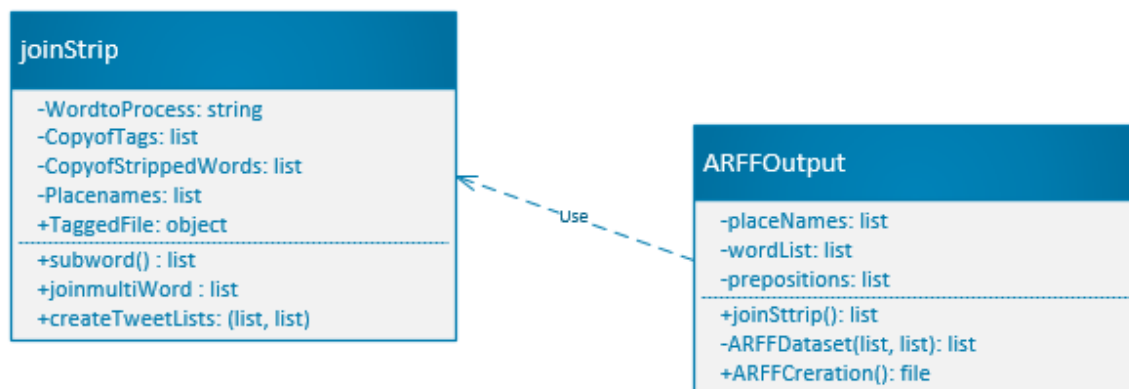 joinStrip
-WordtoProcess: string
-CopyofTags: list
-CopyofStrippedWords: list
-Placenames: list
+TaggedFile: object
+subword() : list
+joinmultiWord : list
+createTweetLists: (list, list)
Use
ARFFOutput
-placeNames: list
-wordList: list
-prepositions: list
+joinSttrip(): list
-ARFFDataset(list, list): list
+ARFFCreration(): file